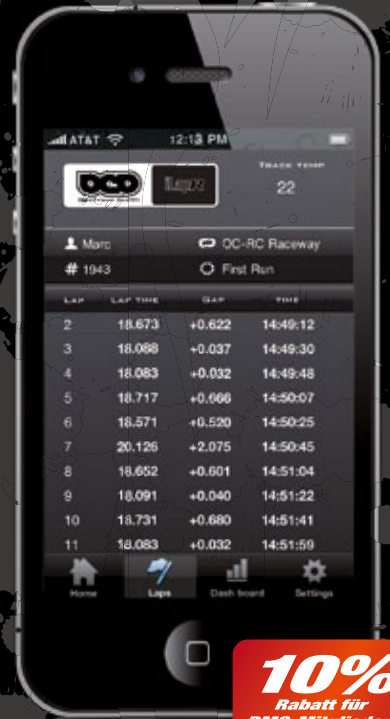 AT&T 12:13 PM
DCD iLapz
TRACK TEMP
22
Marc OC-RC Raceway
# 1943 First Run
LAP LAP TIME GAP TIME
2 18.673 +0.622 14:49:12
3 18.088 +0.037 14:49:30
4 18.083 +0.032 14:49:48
5 18.717 +0.666 14:50:07
6 18.571 +0.520 14:50:25
7 20.126 +2.075 14:50:45
8 18.652 +0.601 14:51:04
9 18.091 +0.040 14:51:22
10 18.731 +0.680 14:51:41
11 18.083 +0.032 14:51:59
Home Laps Dash board Settings
10%
Rabatt für